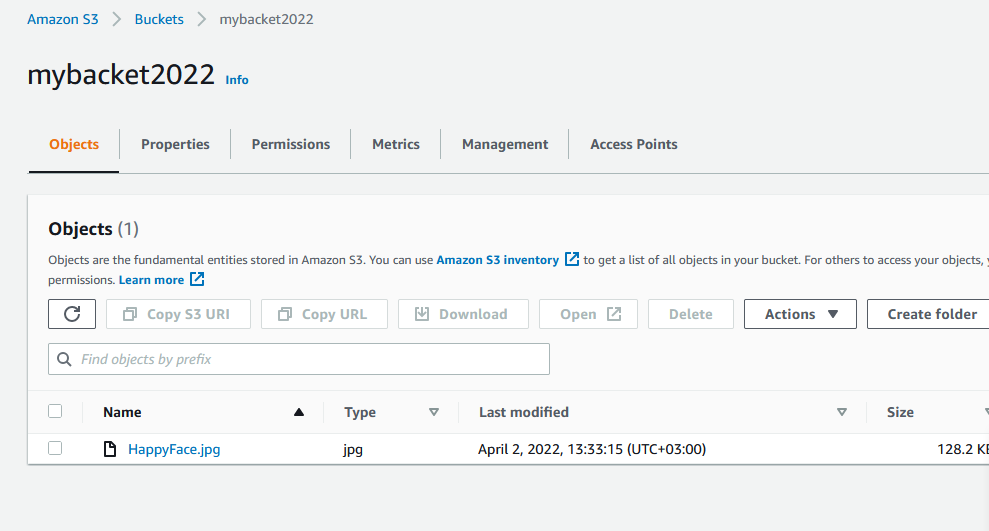 Amazon S3 > Buckets > mybacket2022
mybacket2022 Info
Objects Properties Permissions Metrics Management Access Points
Objects (1)
Objects are the fundamental entities stored in Amazon S3. You can use Amazon S3 inventory to get a list of all objects in your bucket. For others to access your objects,
permissions. Learn more
Copy S3 URI Copy URL Download Open Delete Actions Create folder
Find objects by prefix
Name Type Last modified Size
HappyFace.jpg jpg April 2, 2022, 13:33:15 (UTC+03:00) 128.2 KB